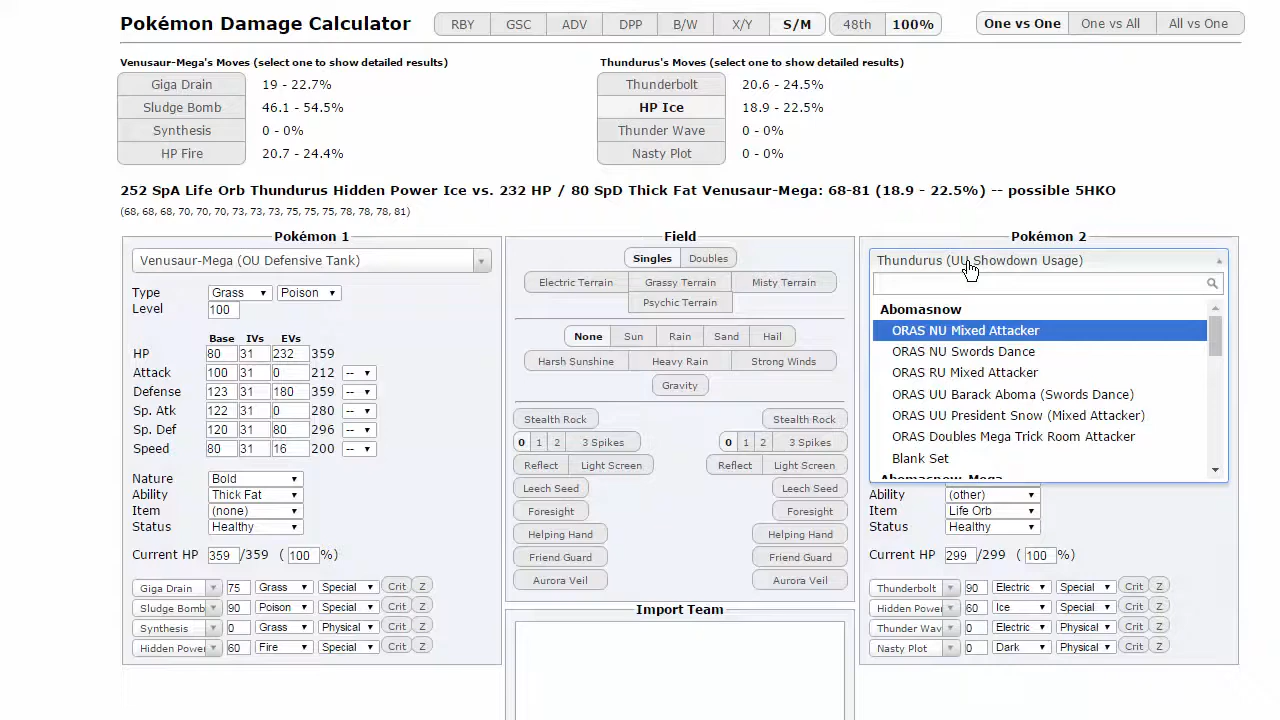 Pokémon Damage Calculator RBY GSC ADV DPP B/W X/Y S/M 48th 100% One vs One One vs All All vs One
Venusaur-Mega's Moves (select one to show detailed results)
Giga Drain 19 - 22.7%
Sludge Bomb 46.1 - 54.5%
Synthesis 0 - 0%
HP Fire 20.7 - 24.4%
Thundurus's Moves (select one to show detailed results)
Thunderbolt 20.6 - 24.5%
HP Ice 18.9 - 22.5%
Thunder Wave 0 - 0%
Nasty Plot 0 - 0%
252 SpA Life Orb Thundurus Hidden Power Ice vs. 232 HP / 80 SpD Thick Fat Venusaur-Mega: 68-81 (18.9 - 22.5%) -- possible 5HKO
(68, 68, 68, 70, 70, 70, 73, 73, 73, 75, 75, 75, 78, 78, 78, 81)
Pokémon 1
Venusaur-Mega (OU Defensive Tank)
Type Grass Poison
Level 100
Base IVs EVs
HP 80 31 232 359
Attack 100 31 0 212 --
Defense 123 31 180 359 --
Sp. Atk 122 31 0 280 --
Sp. Def 120 31 80 296 --
Speed 80 31 16 200 --
Nature Bold
Ability Thick Fat
Item (none)
Status Healthy
Current HP 359 /359 ( 100 %)
Giga Drain 75 Grass Special Crit Z
Sludge Bomb 90 Poison Special Crit Z
Synthesis 0 Grass Physical Crit Z
Hidden Power 60 Fire Special Crit Z
Field
Singles Doubles
Electric Terrain Grassy Terrain Misty Terrain
Psychic Terrain
None Sun Rain Sand Hail
Harsh Sunshine Heavy Rain Strong Winds
Gravity
Stealth Rock Stealth Rock
0 1 2 3 Spikes 0 1 2 3 Spikes
Reflect Light Screen Reflect Light Screen
Leech Seed Leech Seed
Foresight Foresight
Helping Hand Helping Hand
Friend Guard Friend Guard
Aurora Veil Aurora Veil
Import Team
Pokémon 2
Thundurus (UU Showdown Usage)
Abomasnow
ORAS NU Mixed Attacker
ORAS NU Swords Dance
ORAS RU Mixed Attacker
ORAS UU Barack Aboma (Swords Dance)
ORAS UU President Snow (Mixed Attacker)
ORAS Doubles Mega Trick Room Attacker
Blank Set
Abomasnow-Mega
Ability (other)
Item Life Orb
Status Healthy
Current HP 299 /299 ( 100 %)
Thunderbolt 90 Electric Special Crit Z
Hidden Power 60 Ice Special Crit Z
Thunder Wav 0 Electric Physical Crit Z
Nasty Plot 0 Dark Physical Crit Z